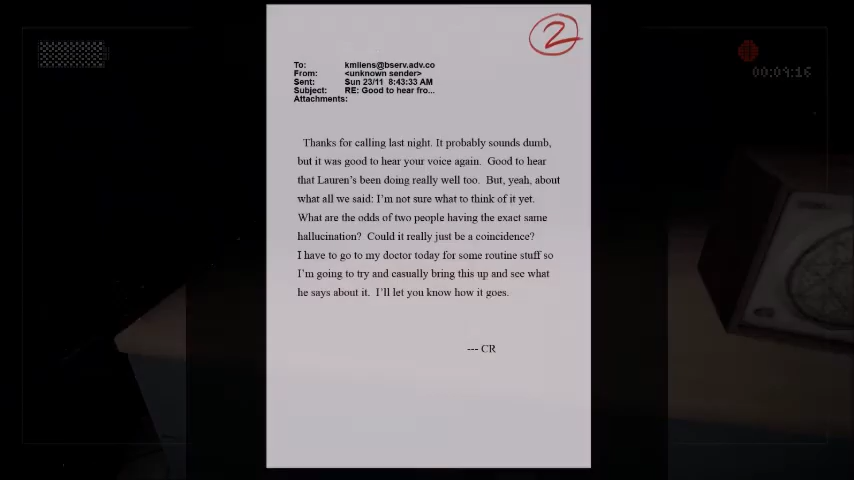 2
To: kmliens@bserv.adv.co
From: <unknown sender>
Sent: Sun 23/11 8:43:33 AM
Subject: RE: Good to hear fro...
Attachments:
Thanks for calling last night. It probably sounds dumb,
but it was good to hear your voice again. Good to hear
that Lauren's been doing really well too. But, yeah, about
what all we said: I'm not sure what to think of it yet.
What are the odds of two people having the exact same
hallucination? Could it really just be a coincidence?
I have to go to my doctor today for some routine stuff so
I'm going to try and casually bring this up and see what
he says about it. I'll let you know how it goes.
--- CR
00:09:16